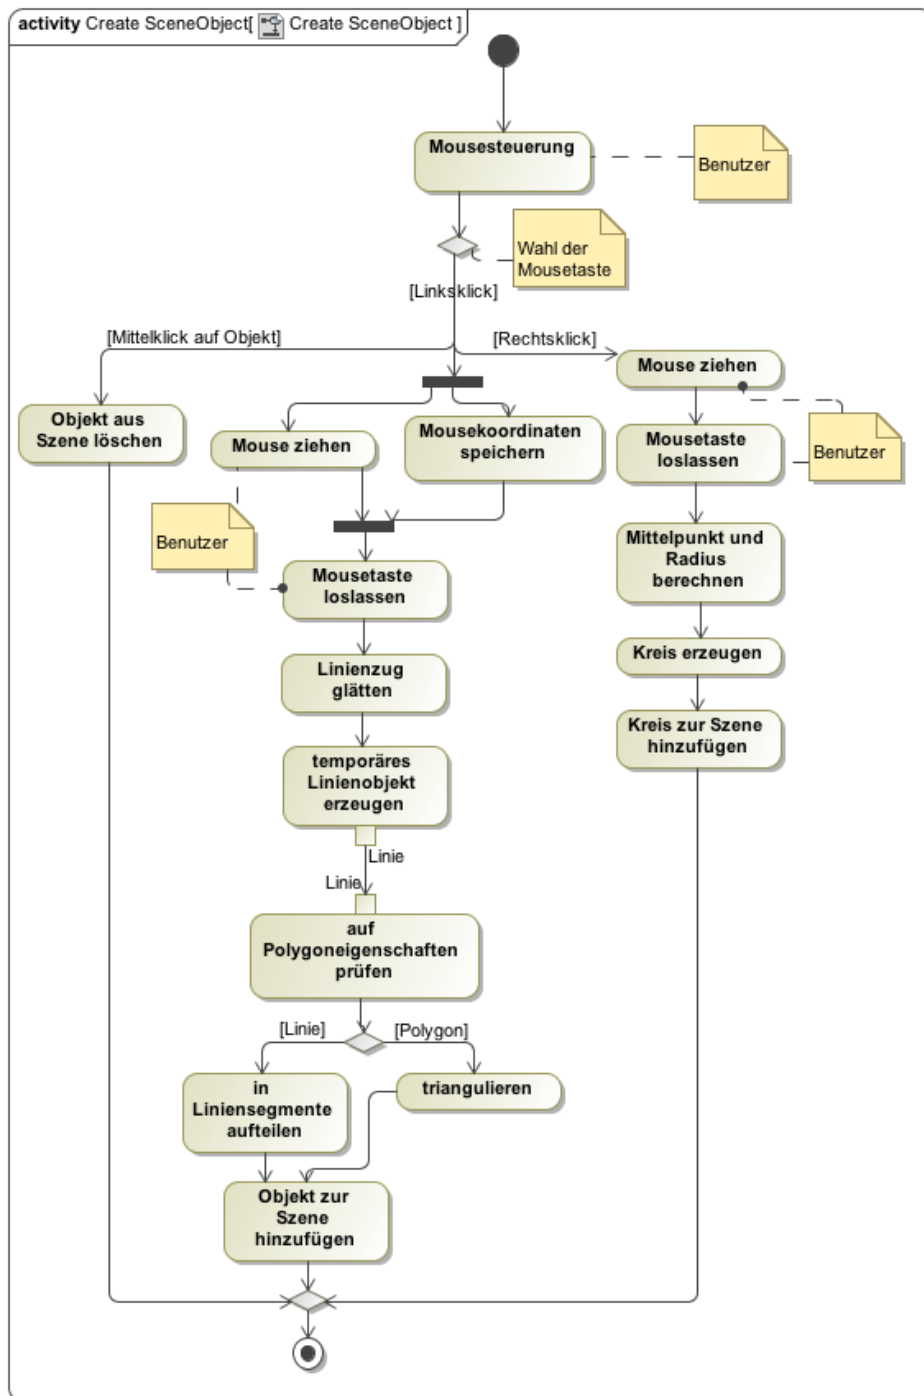 activity Create SceneObject[ Create SceneObject ]
Mousesteuerung
Benutzer
Wahl der
Mousetaste
[Linksklick]
[Mittelklick auf Objekt]
[Rechtsklick]
Objekt aus
Szene löschen
Mouse ziehen
Mousekoordinaten
speichern
Mouse ziehen
Mousetaste
loslassen
Benutzer
Benutzer
Mousetaste
loslassen
Mittelpunkt und
Radius
berechnen
Linienzug
glätten
Kreis erzeugen
temporäres
Linienobjekt
erzeugen
Kreis zur Szene
hinzufügen
Linie
Linie
auf
Polygoneigenschaften
prüfen
[Linie]
[Polygon]
in
Liniensegmente
aufteilen
triangulieren
Objekt zur
Szene
hinzufügen